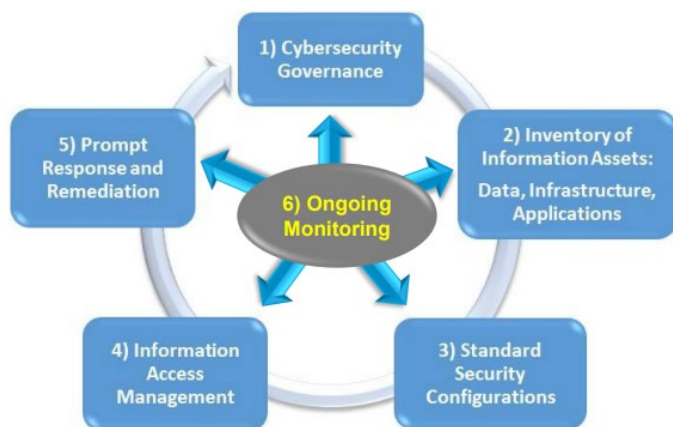 1) Cybersecurity
Governance
2) Inventory of
Information Assets:
Data, Infrastructure,
Applications
3) Standard
Security
Configurations
4) Information
Access
Management
5) Prompt
Response and
Remediation
6) Ongoing
Monitoring